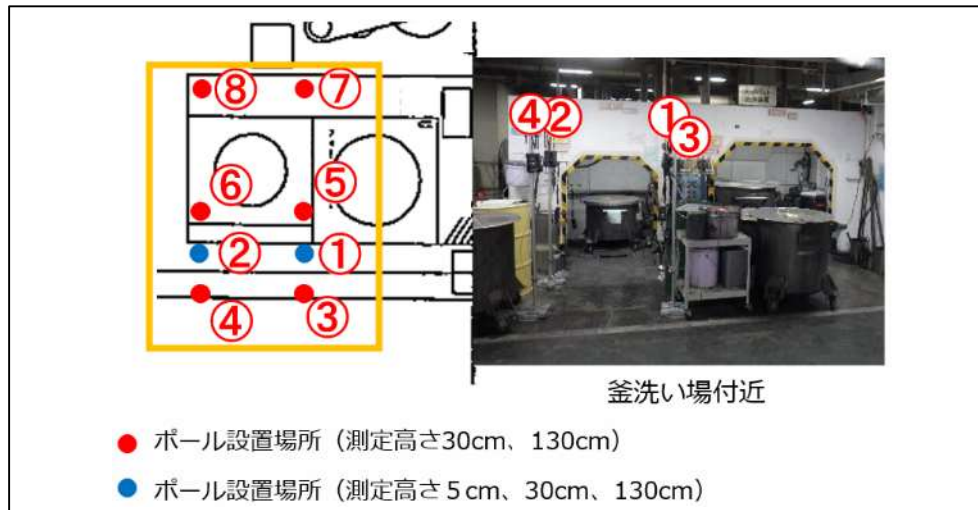 ⑧ ⑦
⑥ ⑤
② ①
④ ③
④ ② ① ③
釜洗い場付近
ポール設置場所（測定高さ30cm、130cm）
ポール設置場所（測定高さ５cm、30cm、130cm）